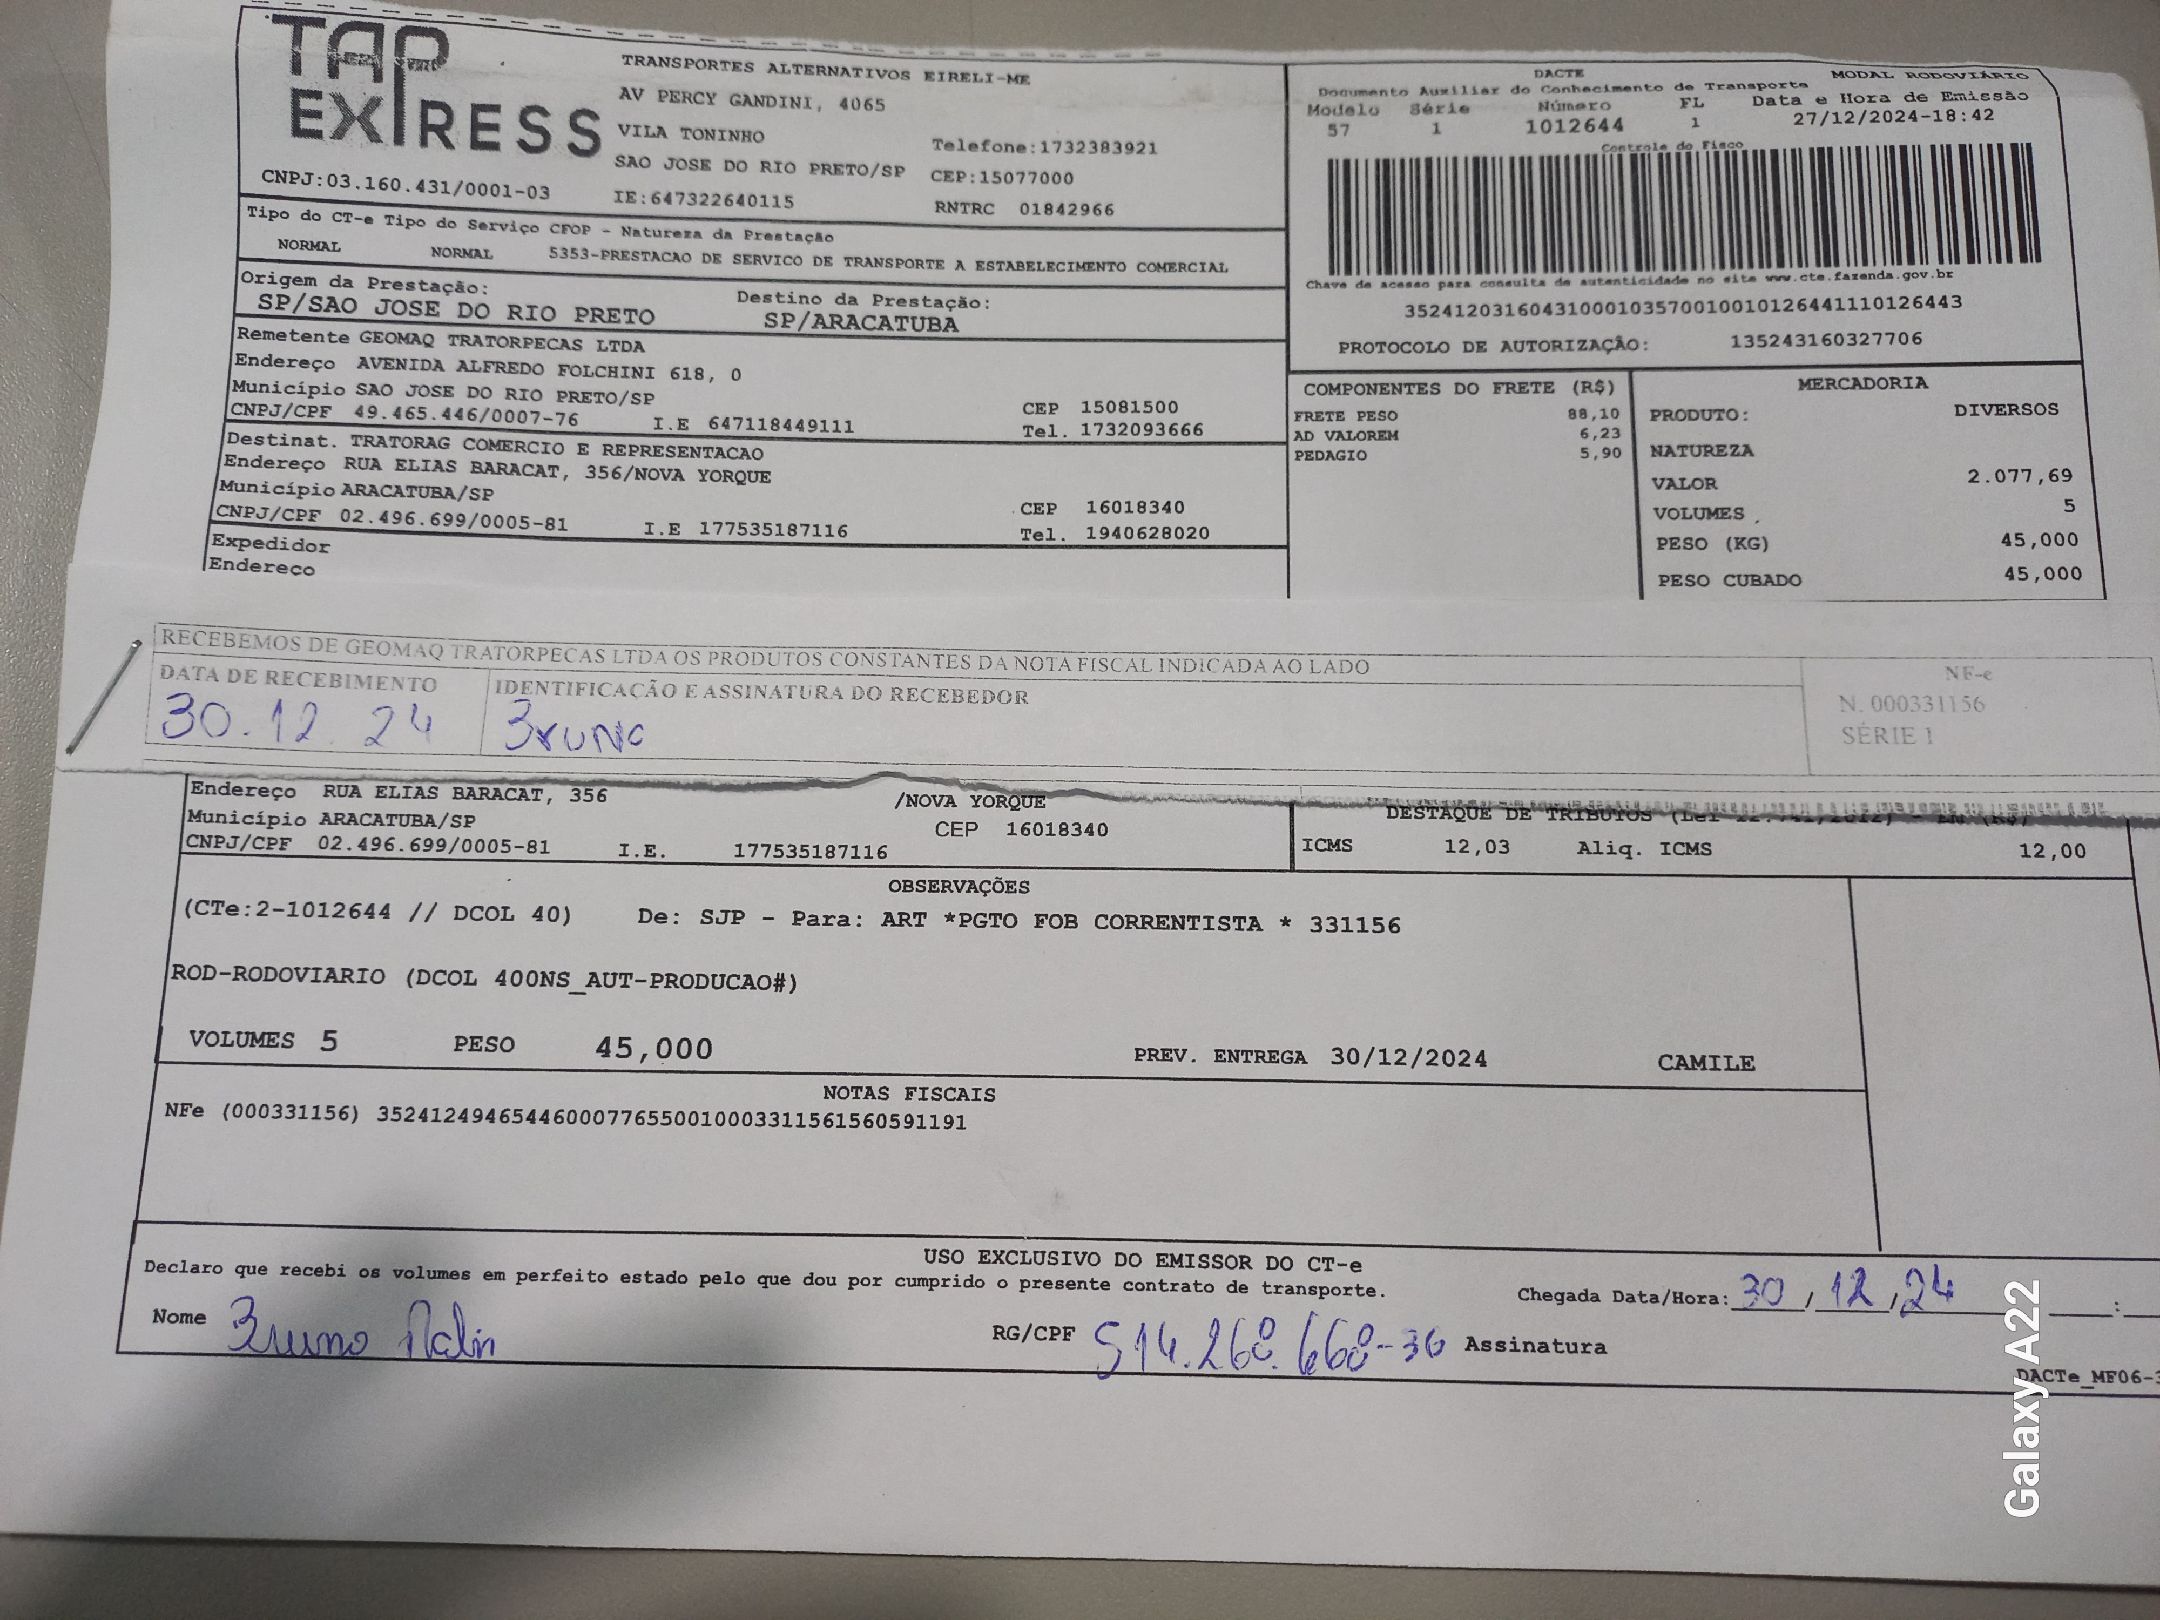 TAP
EXPRESS
TRANSPORTES ALTERNATIVOS EIRELI-ME
AV PERCY GANDINI, 4065
VILA TONINHO
Telefone:1732383921
SAO JOSE DO RIO PRETO/SP CEP:15077000
CNPJ:03.160.431/0001-03 IE:647322640115 RNTRC 01842966
DACTE MODAL RODOVIÁRIO
Documento Auxiliar do Conhecimento de Transporte
Modelo Série Número FL Data e Hora de Emissão
57 1 1012644 1 27/12/2024-18:42
Controle do Fisco
Chave de acesso para consulta de autenticidade no site www.cte.fazenda.gov.br
35241203160431000103570010010126441110126443
PROTOCOLO DE AUTORIZAÇÃO: 135243160327706
Tipo do CT-e Tipo do Serviço CFOP - Natureza da Prestação
NORMAL NORMAL 5353-PRESTACAO DE SERVICO DE TRANSPORTE A ESTABELECIMENTO COMERCIAL
Origem da Prestação: Destino da Prestação:
SP/SAO JOSE DO RIO PRETO SP/ARACATUBA
Remetente GEOMAQ TRATORPECAS LTDA
Endereço AVENIDA ALFREDO FOLCHINI 618, 0
Município SAO JOSE DO RIO PRETO/SP CEP 15081500
CNPJ/CPF 49.465.446/0007-76 I.E 647118449111 Tel. 1732093666
Destinat. TRATORAG COMERCIO E REPRESENTACAO
Endereço RUA ELIAS BARACAT, 356/NOVA YORQUE
Município ARACATUBA/SP CEP 16018340
CNPJ/CPF 02.496.699/0005-81 I.E 177535187116 Tel. 1940628020
Expedidor
Endereço
COMPONENTES DO FRETE (R$)
FRETE PESO 88,10
AD VALOREM 6,23
PEDAGIO 5,90
MERCADORIA
PRODUTO: DIVERSOS
NATUREZA
VALOR 2.077,69
VOLUMES 5
PESO (KG) 45,000
PESO CUBADO 45,000
RECEBEMOS DE GEOMAQ TRATORPECAS LTDA OS PRODUTOS CONSTANTES DA NOTA FISCAL INDICADA AO LADO
DATA DE RECEBIMENTO IDENTIFICAÇÃO E ASSINATURA DO RECEBEDOR
30.12.24 Bruno
NF-e
N. 000331156
SÉRIE 1
Endereço RUA ELIAS BARACAT, 356 /NOVA YORQUE
Município ARACATUBA/SP CEP 16018340
CNPJ/CPF 02.496.699/0005-81 I.E. 177535187116
DESTAQUE DE TRIBUTOS
ICMS 12,03 Aliq. ICMS 12,00
OBSERVAÇÕES
(CTe:2-1012644 // DCOL 40) De: SJP - Para: ART *PGTO FOB CORRENTISTA * 331156
ROD-RODOVIARIO (DCOL 400NS_AUT-PRODUCAO#)
VOLUMES 5 PESO 45,000 PREV. ENTREGA 30/12/2024 CAMILE
NOTAS FISCAIS
NFe (000331156) 35241249465446000776550010003311561560591191
USO EXCLUSIVO DO EMISSOR DO CT-e
Declaro que recebi os volumes em perfeito estado pelo que dou por cumprido o presente contrato de transporte.
Chegada Data/Hora: 30/12/24 :
Nome Bruno RG/CPF 514.268.668-36 Assinatura
DACTe_MF06-3
Galaxy A22